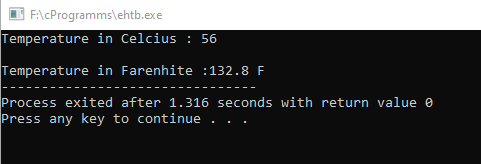 F:\cProgramms\ehtb.exe
Temperature in Celcius : 56
Temperature in Farenhite :132.8 F
--------------------------------
Process exited after 1.316 seconds with return value 0
Press any key to continue . . .